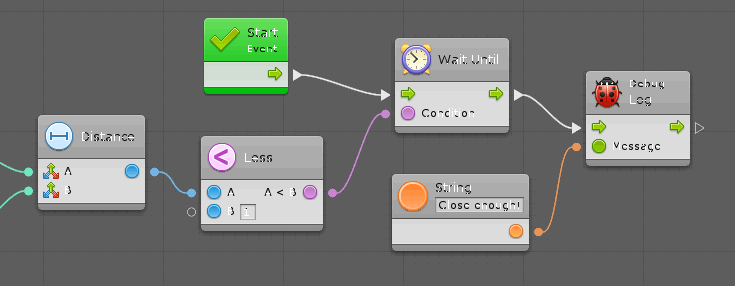 Start
Event
Wait Until
Condition
Debug
Log
Message
Distance
A
B
Less
A
A < B
B
1
String
Close enough!